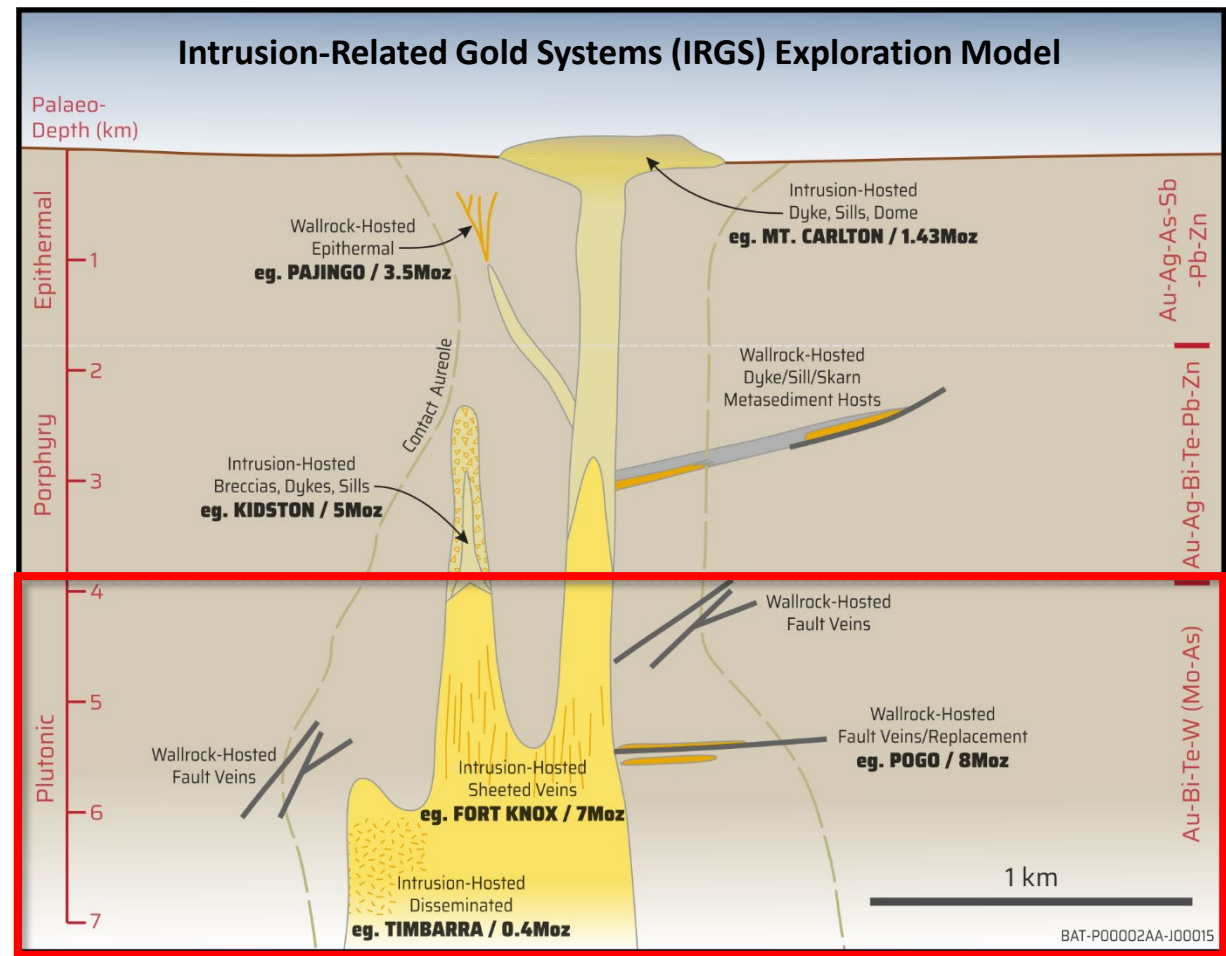 Intrusion-Related Gold Systems (IRGS) Exploration Model
Palaeo-
Depth (km)
Epithermal
Porphyry
Plutonic
1
2
3
4
5
6
7
Wallrock-Hosted
Epithermal
eg. PAJINGO / 3.5Moz
Intrusion-Hosted
Dyke, Sills, Dome
eg. MT. CARLTON / 1.43Moz
Contact Aureole
Wallrock-Hosted
Dyke/Sill/Skarn
Metasediment Hosts
Intrusion-Hosted
Breccias, Dykes, Sills
eg. KIDSTON / 5Moz
Wallrock-Hosted
Fault Veins
Wallrock-Hosted
Fault Veins
Wallrock-Hosted
Fault Veins/Replacement
eg. POGO / 8Moz
Intrusion-Hosted
Sheeted Veins
eg. FORT KNOX / 7Moz
Intrusion-Hosted
Disseminated
eg. TIMBARRA / 0.4Moz
Au-Ag-As-Sb
-Pb-Zn
Au-Ag-Bi-Te-Pb-Zn
Au-Bi-Te-W (Mo-As)
1 km
BAT-P00002AA-J00015